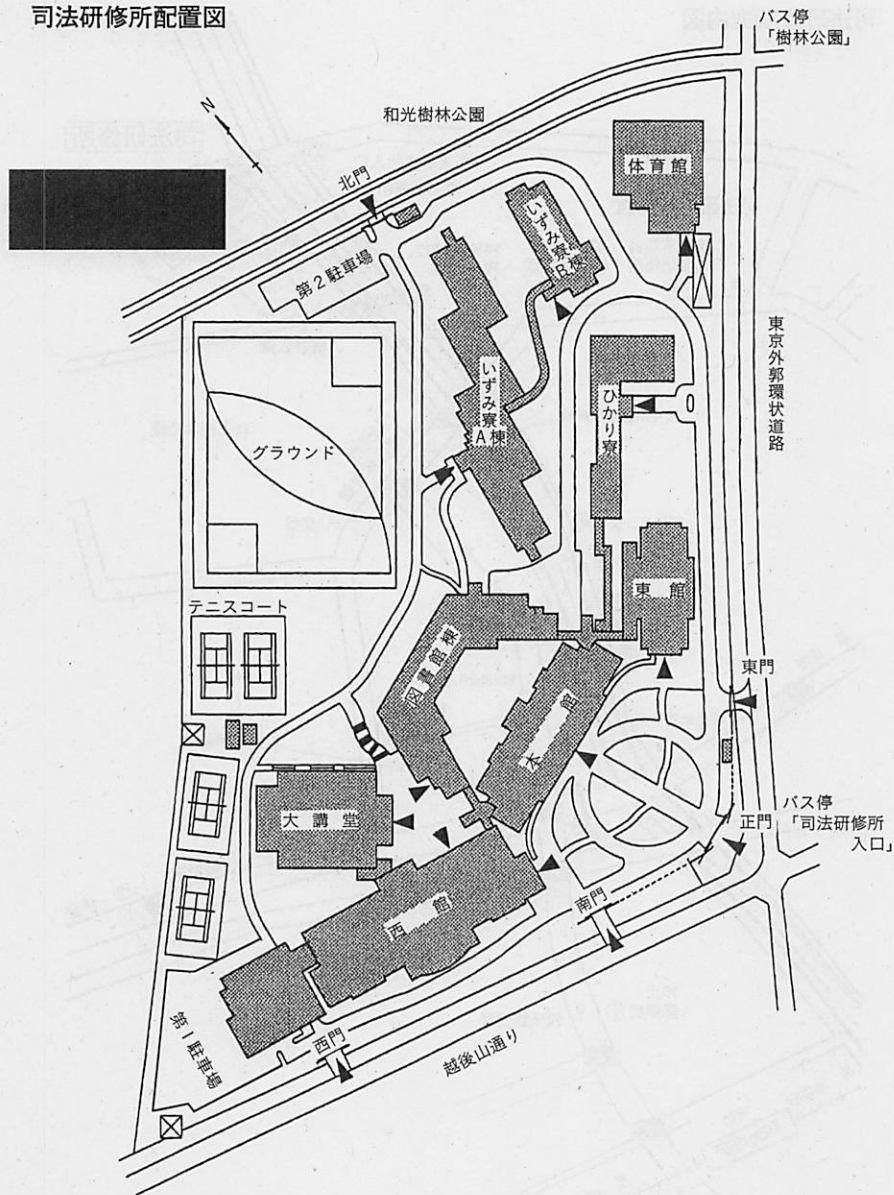 司法研修所配置図
バス停
「樹林公園」
N
和光樹林公園
北門
体育館
いずみ寮
B棟
第2駐車場
東京外郭環状道路
いずみ寮
A棟
ひかり寮
グラウンド
東館
テニスコート
図書館棟
東門
本館
大講堂
バス停
「司法研修所
入口」
正門
西館
南門
第1駐車場
西門
越後山通り